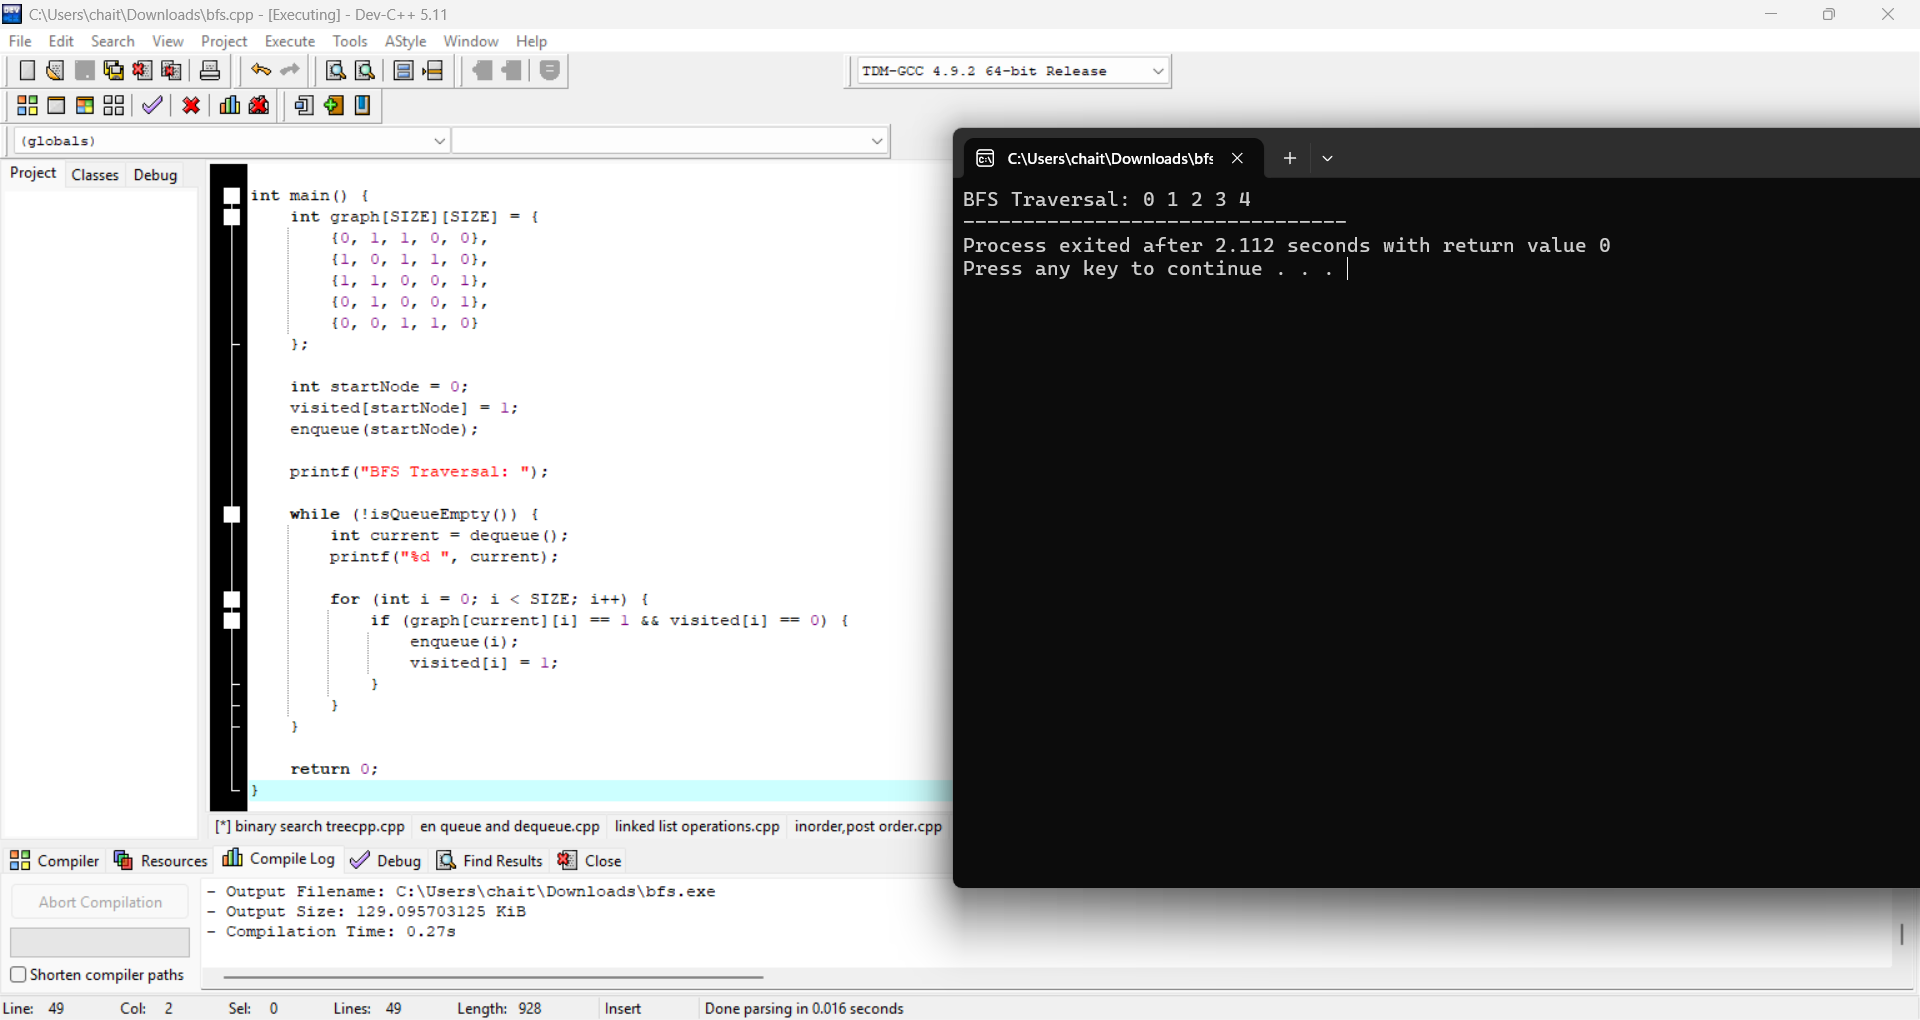 C:\Users\chait\Downloads\bfs.cpp - [Executing] - Dev-C++ 5.11
File Edit Search View Project Execute Tools AStyle Window Help
TDM-GCC 4.9.2 64-bit Release
(globals)
Project Classes Debug
int main() {
    int graph[SIZE][SIZE] = {
        {0, 1, 1, 0, 0},
        {1, 0, 1, 1, 0},
        {1, 1, 0, 0, 1},
        {0, 1, 0, 0, 1},
        {0, 0, 1, 1, 0}
    };
    int startNode = 0;
    visited[startNode] = 1;
    enqueue(startNode);
    printf("BFS Traversal: ");
    while (!isQueueEmpty()) {
        int current = dequeue();
        printf("%d ", current);
        for (int i = 0; i < SIZE; i++) {
            if (graph[current][i] == 1 && visited[i] == 0) {
                enqueue(i);
                visited[i] = 1;
            }
        }
    }
    return 0;
}
C:\Users\chait\Downloads\bfs
BFS Traversal: 0 1 2 3 4
--------------------------------
Process exited after 2.112 seconds with return value 0
Press any key to continue . . .
[*] binary search treecpp.cpp en queue and dequeue.cpp linked list operations.cpp inorder,post order.cpp
Compiler Resources Compile Log Debug Find Results Close
Abort Compilation
Shorten compiler paths
- Output Filename: C:\Users\chait\Downloads\bfs.exe
- Output Size: 129.095703125 KiB
- Compilation Time: 0.27s
Line: 49 Col: 2 Sel: 0 Lines: 49 Length: 928 Insert Done parsing in 0.016 seconds